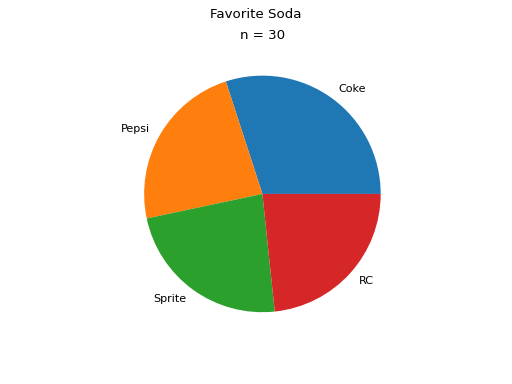 Favorite Soda
n = 30
Coke
Pepsi
Sprite
RC